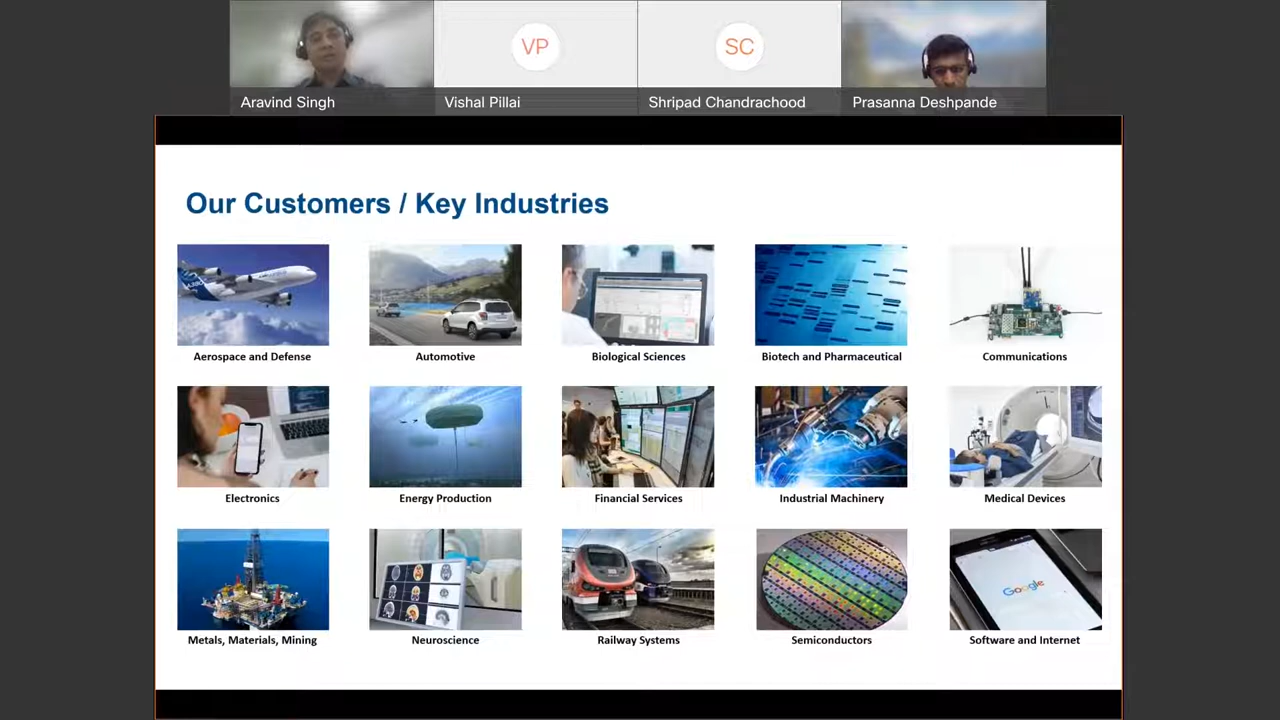 VP
SC
Aravind Singh
Vishal Pillai
Shripad Chandrachood
Prasanna Deshpande
Our Customers / Key Industries
Aerospace and Defense
Automotive
Biological Sciences
Biotech and Pharmaceutical
Communications
Electronics
Energy Production
Financial Services
Industrial Machinery
Medical Devices
Google
Metals, Materials, Mining
Neuroscience
Railway Systems
Semiconductors
Software and Internet